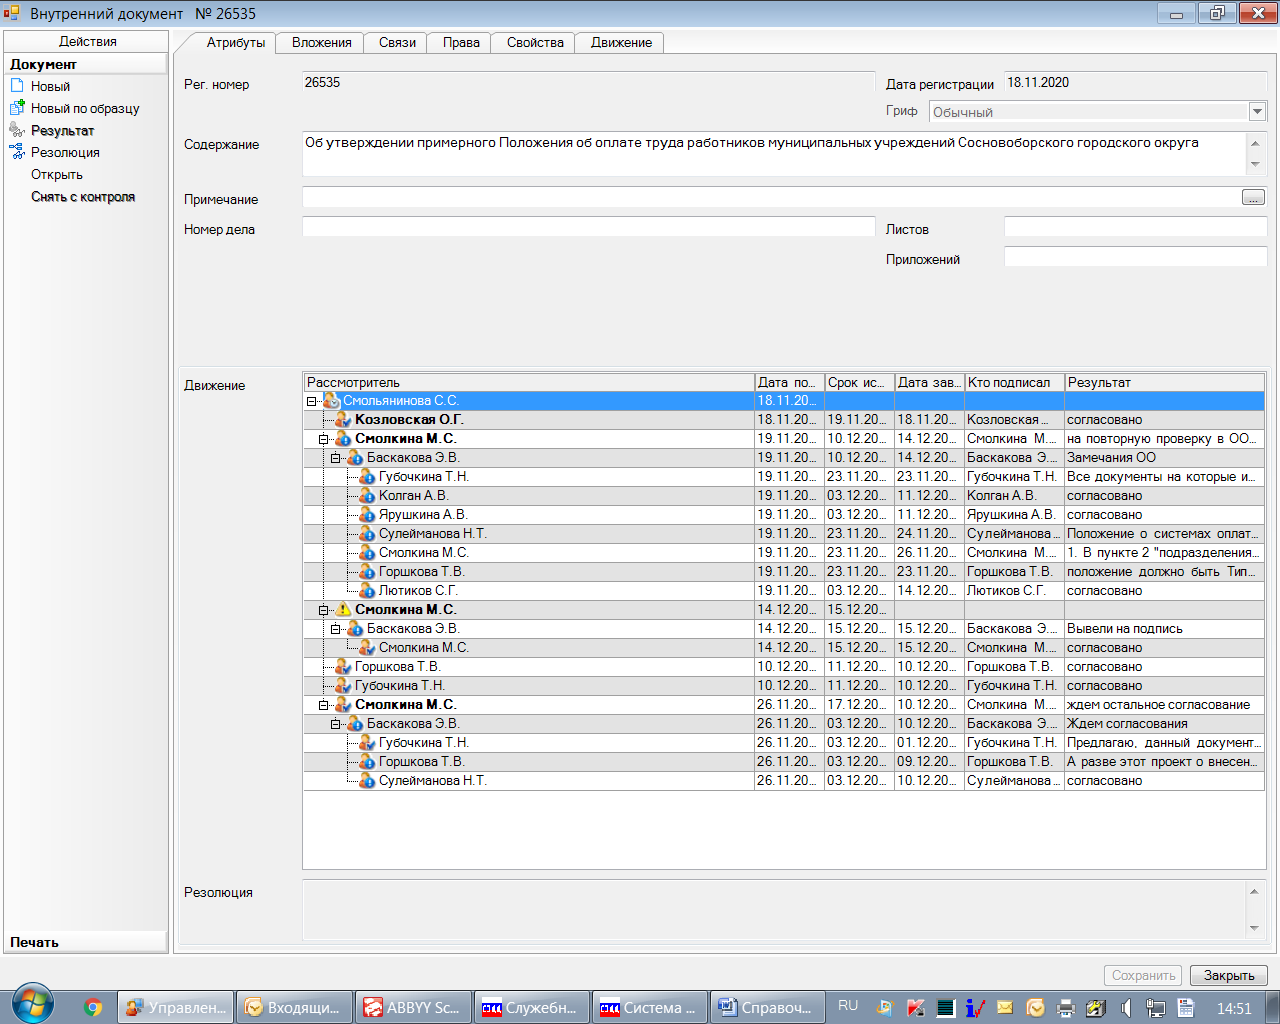 Внутренний документ № 26535
Действия
Документ
Новый
Новый по образцу
Результат
Резолюция
Открыть
Снять с контроля
Печать
Атрибуты Вложения Связи Права Свойства Движение
Рег. номер 26535 Дата регистрации 18.11.2020
Гриф Обычный
Содержание Об утверждении примерного Положения об оплате труда работников муниципальных учреждений Сосновоборского городского округа
Примечание ...
Номер дела Листов
Приложений
Движение
Рассмотритель Дата по... Срок ис... Дата зав... Кто подписал Результат
Смольянинова С.С. 18.11.20...
Козловская О.Г. 18.11.20... 19.11.20... 18.11.20... Козловская ... согласовано
Смолкина М.С. 19.11.20... 10.12.20... 14.12.20... Смолкина М.... на повторную проверку в ОО...
Баскакова Э.В. 19.11.20... 10.12.20... 14.12.20... Баскакова Э.... Замечания ОО
Губочкина Т.Н. 19.11.20... 23.11.20... 23.11.20... Губочкина Т.Н. Все документы на которые и...
Колган А.В. 19.11.20... 03.12.20... 11.12.20... Колган А.В. согласовано
Ярушкина А.В. 19.11.20... 03.12.20... 11.12.20... Ярушкина А.В. согласовано
Сулейманова Н.Т. 19.11.20... 23.11.20... 24.11.20... Сулейманова... Положение о системах оплат...
Смолкина М.С. 19.11.20... 23.11.20... 26.11.20... Смолкина М.... 1. В пункте 2 "подразделения...
Горшкова Т.В. 19.11.20... 23.11.20... 23.11.20... Горшкова Т.В. положение должно быть Тип...
Лютиков С.Г. 19.11.20... 03.12.20... 14.12.20... Лютиков С.Г. согласовано
Смолкина М.С. 14.12.20... 15.12.20...
Баскакова Э.В. 14.12.20... 15.12.20... 15.12.20... Баскакова Э.... Вывели на подпись
Смолкина М.С. 14.12.20... 15.12.20... 15.12.20... Смолкина М.... согласовано
Горшкова Т.В. 10.12.20... 11.12.20... 10.12.20... Горшкова Т.В. согласовано
Губочкина Т.Н. 10.12.20... 11.12.20... 10.12.20... Губочкина Т.Н. согласовано
Смолкина М.С. 26.11.20... 17.12.20... 10.12.20... Смолкина М.... ждем остальное согласование
Баскакова Э.В. 26.11.20... 03.12.20... 10.12.20... Баскакова Э.... Ждем согласования
Губочкина Т.Н. 26.11.20... 03.12.20... 01.12.20... Губочкина Т.Н. Предлагаю, данный документ...
Горшкова Т.В. 26.11.20... 03.12.20... 09.12.20... Горшкова Т.В. А разве этот проект о внесен...
Сулейманова Н.Т. 26.11.20... 03.12.20... 10.12.20... Сулейманова... согласовано
Резолюция
Сохранить Закрыть
Управлен... Входящи... ABBYY Sc... Служебн... Система ... Справоч... RU 14:51